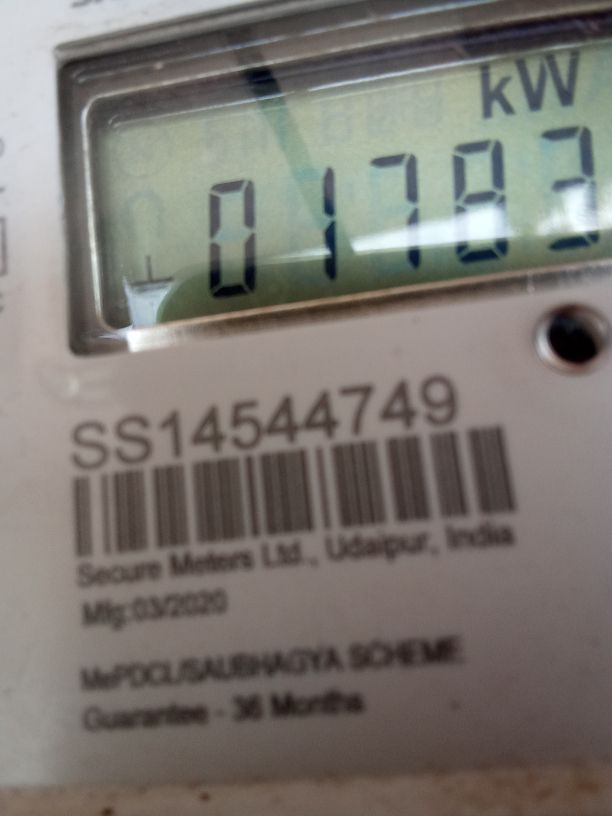 kW
01783
SS14544749
Secure Meters Ltd., Udaipur, India
Mfg:03/2020
MePDCL/SAUBHAGYA SCHEME
Guarantee - 36 Months